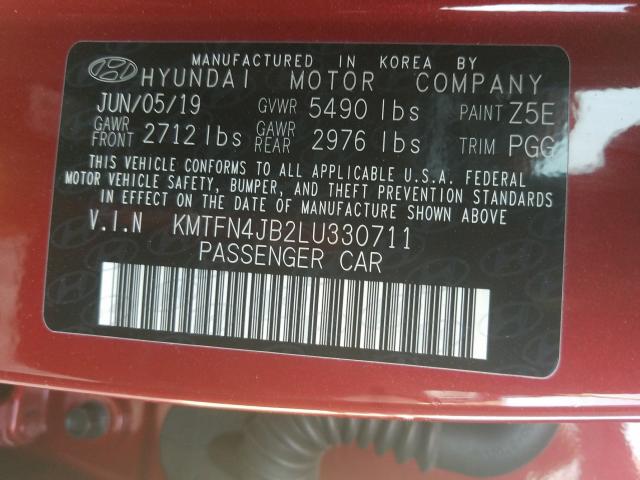 MANUFACTURED IN KOREA BY
HYUNDAI MOTOR COMPANY
JUN/05/19 GVWR 5490 lbs PAINT Z5E
GAWR FRONT 2712 lbs GAWR REAR 2976 lbs TRIM PGG
THIS VEHICLE CONFORMS TO ALL APPLICABLE U.S.A. FEDERAL
MOTOR VEHICLE SAFETY, BUMPER, AND THEFT PREVENTION STANDARDS
IN EFFECT ON THE DATE OF MANUFACTURE SHOWN ABOVE
V.I.N KMTFN4JB2LU330711
PASSENGER CAR